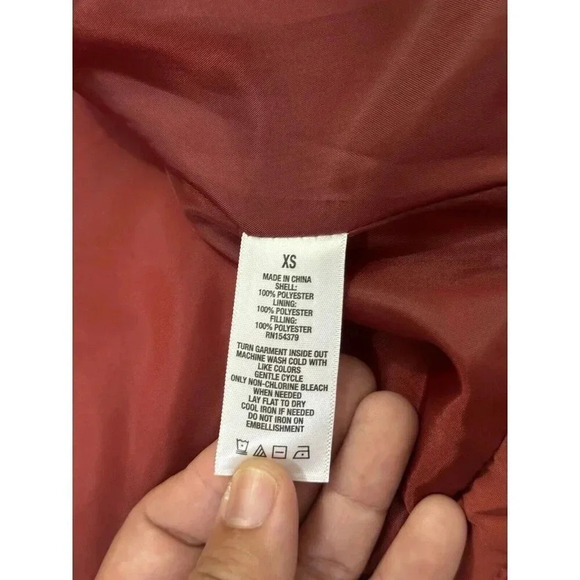 XS
MADE IN CHINA
SHELL:
100% POLYESTER
LINING:
100% POLYESTER
FILLING:
100% POLYESTER
RN154379
TURN GARMENT INSIDE OUT
MACHINE WASH COLD WITH
LIKE COLORS
GENTLE CYCLE
ONLY NON-CHLORINE BLEACH
WHEN NEEDED
LAY FLAT TO DRY
COOL IRON IF NEEDED
DO NOT IRON ON
EMBELLISHMENT